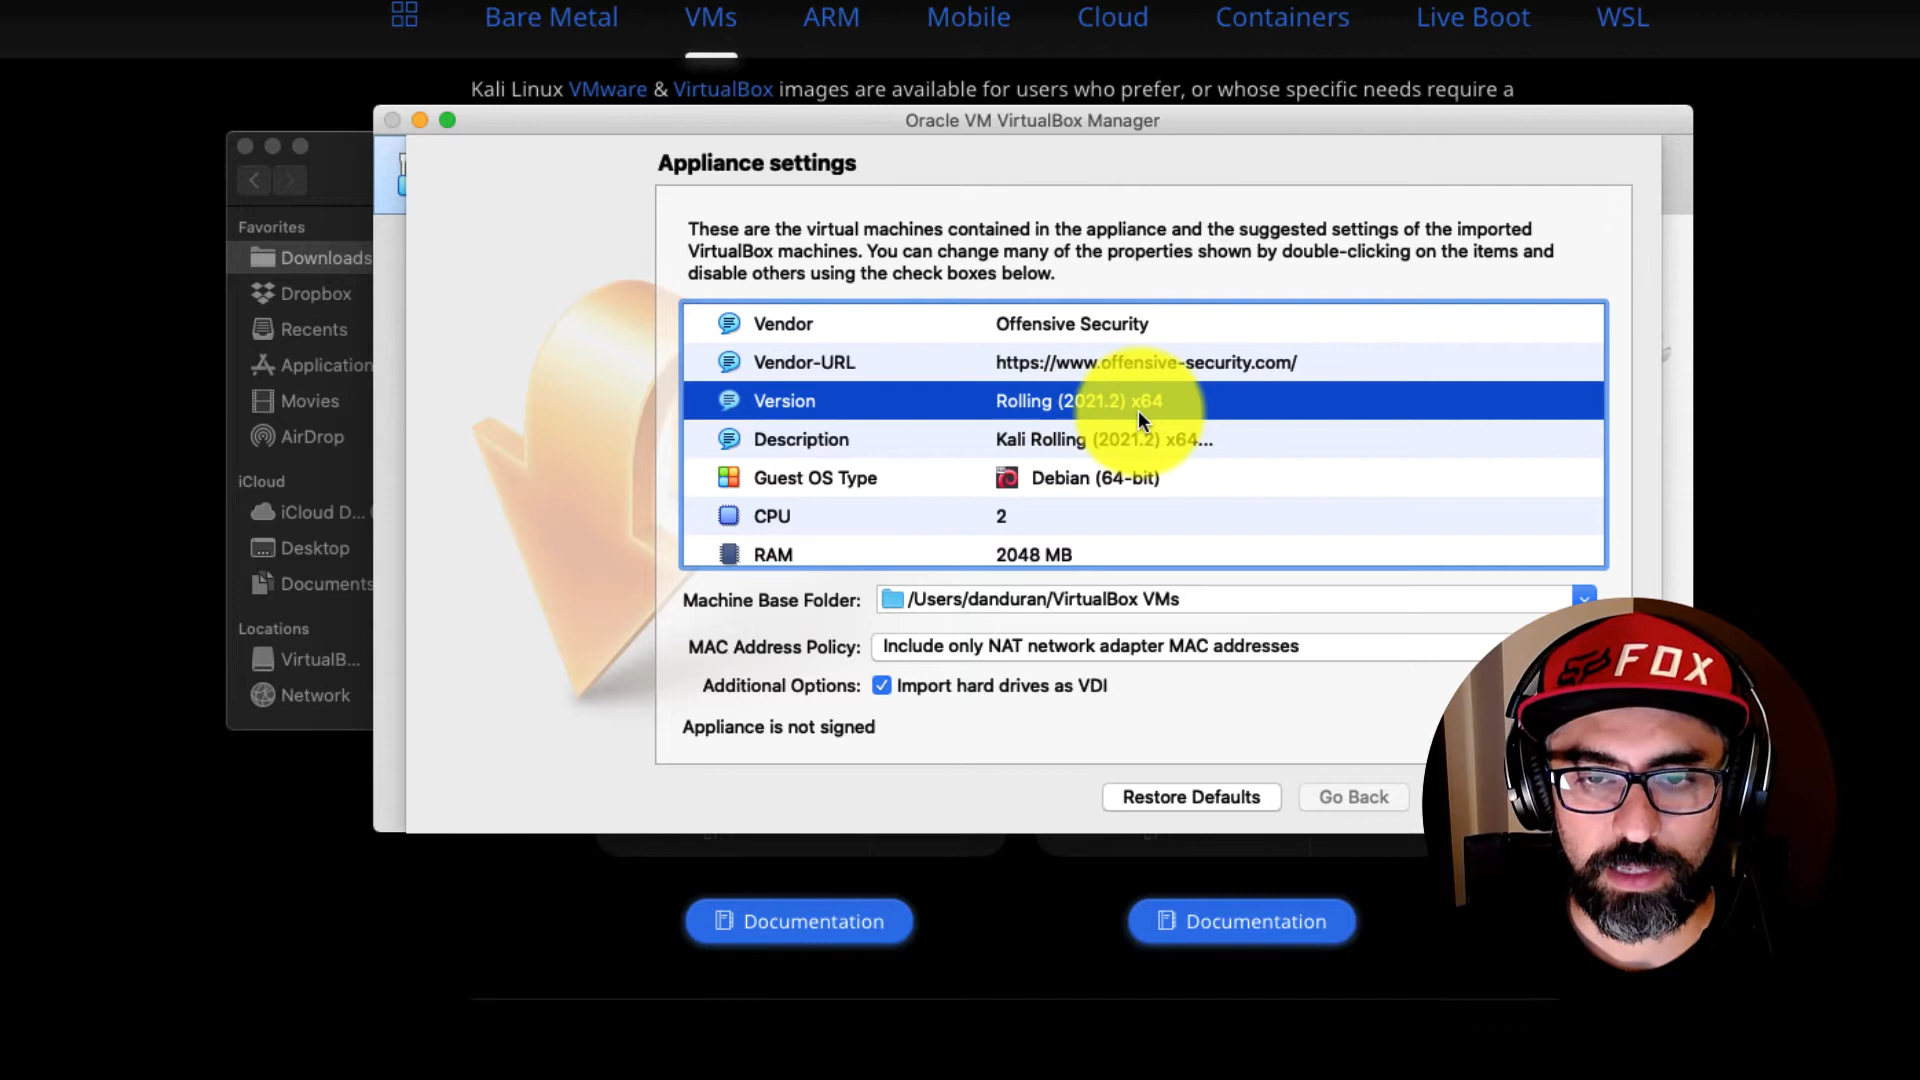 Bare Metal VMs ARM Mobile Cloud Containers Live Boot WSL
Kali Linux VMware & VirtualBox images are available for users who prefer, or whose specific needs require a
Oracle VM VirtualBox Manager
Appliance settings
These are the virtual machines contained in the appliance and the suggested settings of the imported
VirtualBox machines. You can change many of the properties shown by double-clicking on the items and
disable others using the check boxes below.
Vendor Offensive Security
Vendor-URL https://www.offensive-security.com/
Version Rolling (2021.2) x64
Description Kali Rolling (2021.2) x64...
Guest OS Type Debian (64-bit)
CPU 2
RAM 2048 MB
Machine Base Folder: /Users/danduran/VirtualBox VMs
MAC Address Policy: Include only NAT network adapter MAC addresses
Additional Options: Import hard drives as VDI
Appliance is not signed
Restore Defaults Go Back
Favorites
Downloads
Dropbox
Recents
Application
Movies
AirDrop
iCloud
iCloud D...
Desktop
Documents
Locations
VirtualB...
Network
FOX
Documentation Documentation